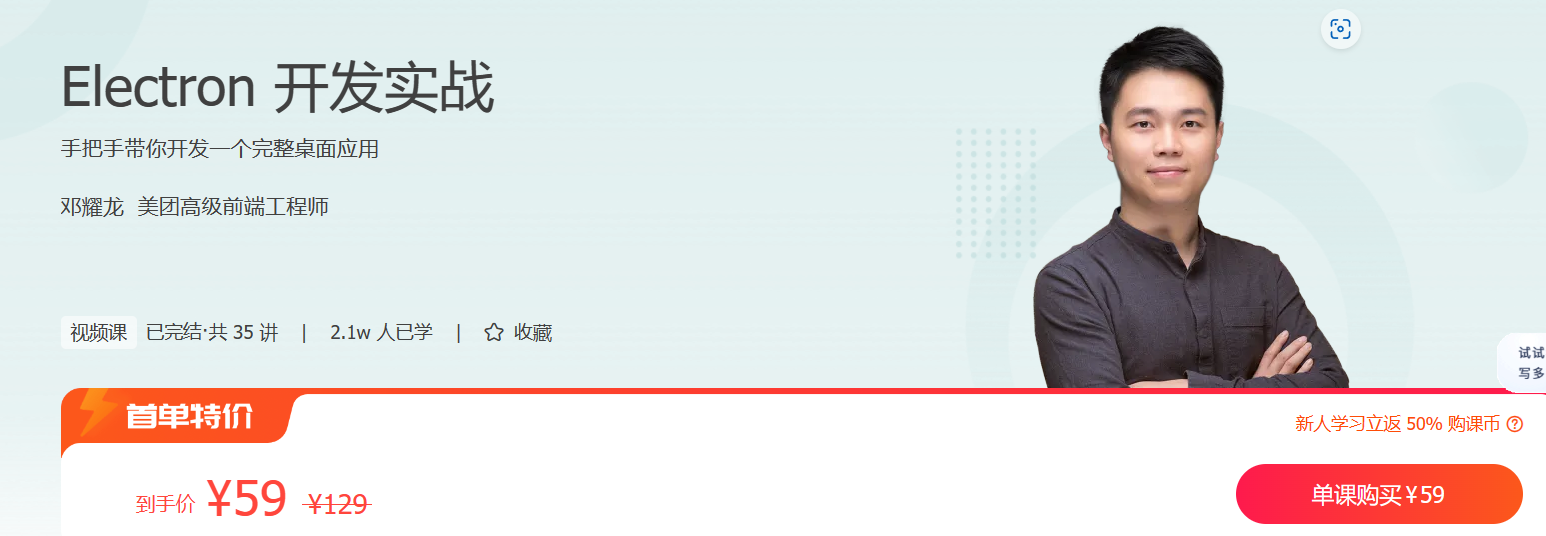 Electron 开发实战
手把手带你开发一个完整桌面应用
邓耀龙 美团高级前端工程师
视频课 已完结·共 35 讲 | 2.1w 人已学 | 收藏
试试
写多
首单特价
新人学习立返 50% 购课币
到手价 ¥59 ¥129
单课购买 ¥59